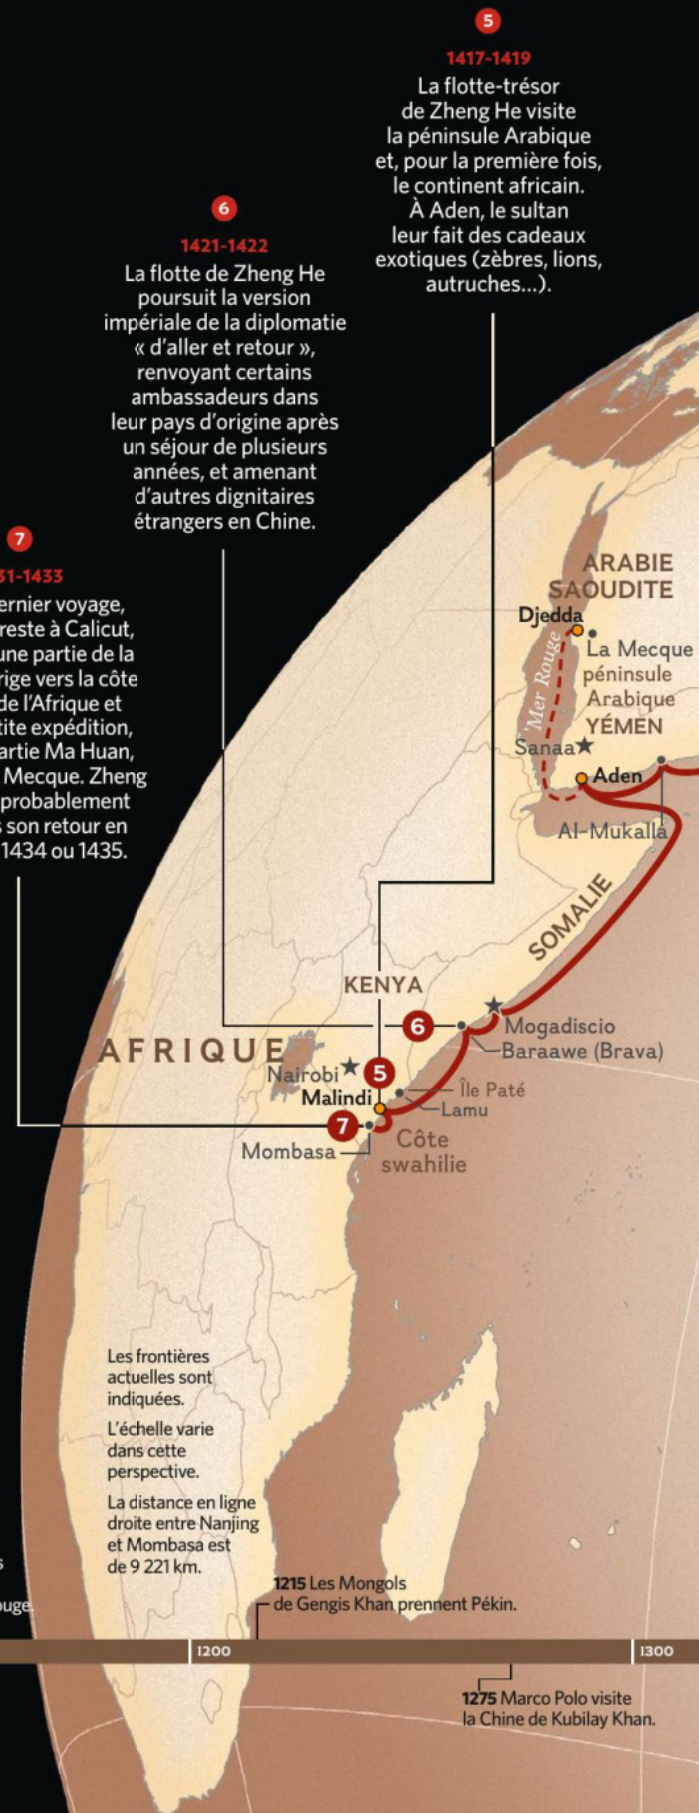 5
1417-1419
La flotte-trésor
de Zheng He visite
la péninsule Arabique
et, pour la première fois,
le continent africain.
À Aden, le sultan
leur fait des cadeaux
exotiques (zèbres, lions,
autruches...).
6
1421-1422
La flotte de Zheng He
poursuit la version
impériale de la diplomatie
« d'aller et retour »,
renvoyant certains
ambassadeurs dans
leur pays d'origine après
un séjour de plusieurs
années, et amenant
d'autres dignitaires
étrangers en Chine.
7
31-1433
ernier voyage,
reste à Calicut,
une partie de la
rige vers la côte
de l'Afrique et
tite expédition,
artie Ma Huan,
Mecque. Zheng
probablement
s son retour en
1434 ou 1435.
ARABIE
SAOUDITE
Djedda
La Mecque
Mer Rouge
péninsule
Arabique
YÉMEN
Sanaa
Aden
Al-Mukalla
SOMALIE
KENYA
6
Mogadiscio
Baraawe (Brava)
AFRIQUE
Nairobi
5
Île Paté
Malindi
Lamu
7
Mombasa
Côte
swahilie
Les frontières
actuelles sont
indiquées.
L'échelle varie
dans cette
perspective.
La distance en ligne
droite entre Nanjing
et Mombasa est
de 9 221 km.
s
ouge.
1215 Les Mongols
de Gengis Khan prennent Pékin.
1200
1300
1275 Marco Polo visite
la Chine de Kubilay Khan.